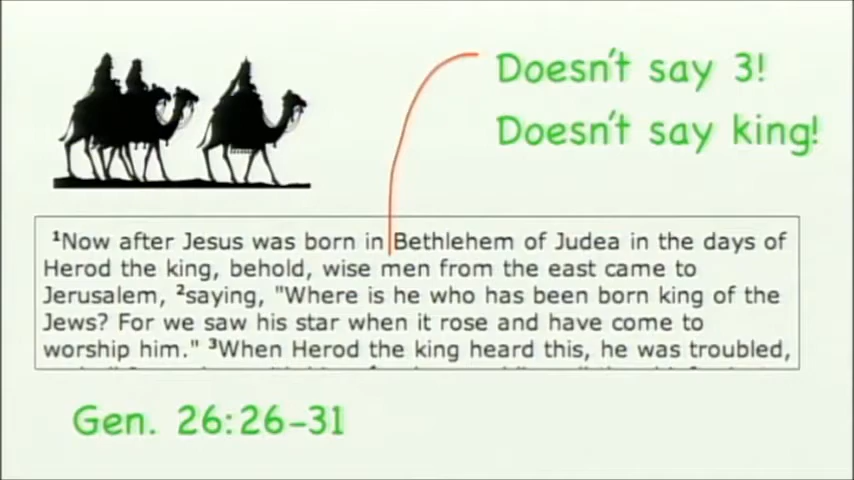 Doesn't say 3!
Doesn't say king!
¹Now after Jesus was born in Bethlehem of Judea in the days of
Herod the king, behold, wise men from the east came to
Jerusalem, ²saying, "Where is he who has been born king of the
Jews? For we saw his star when it rose and have come to
worship him." ³When Herod the king heard this, he was troubled,
Gen. 26:26-31